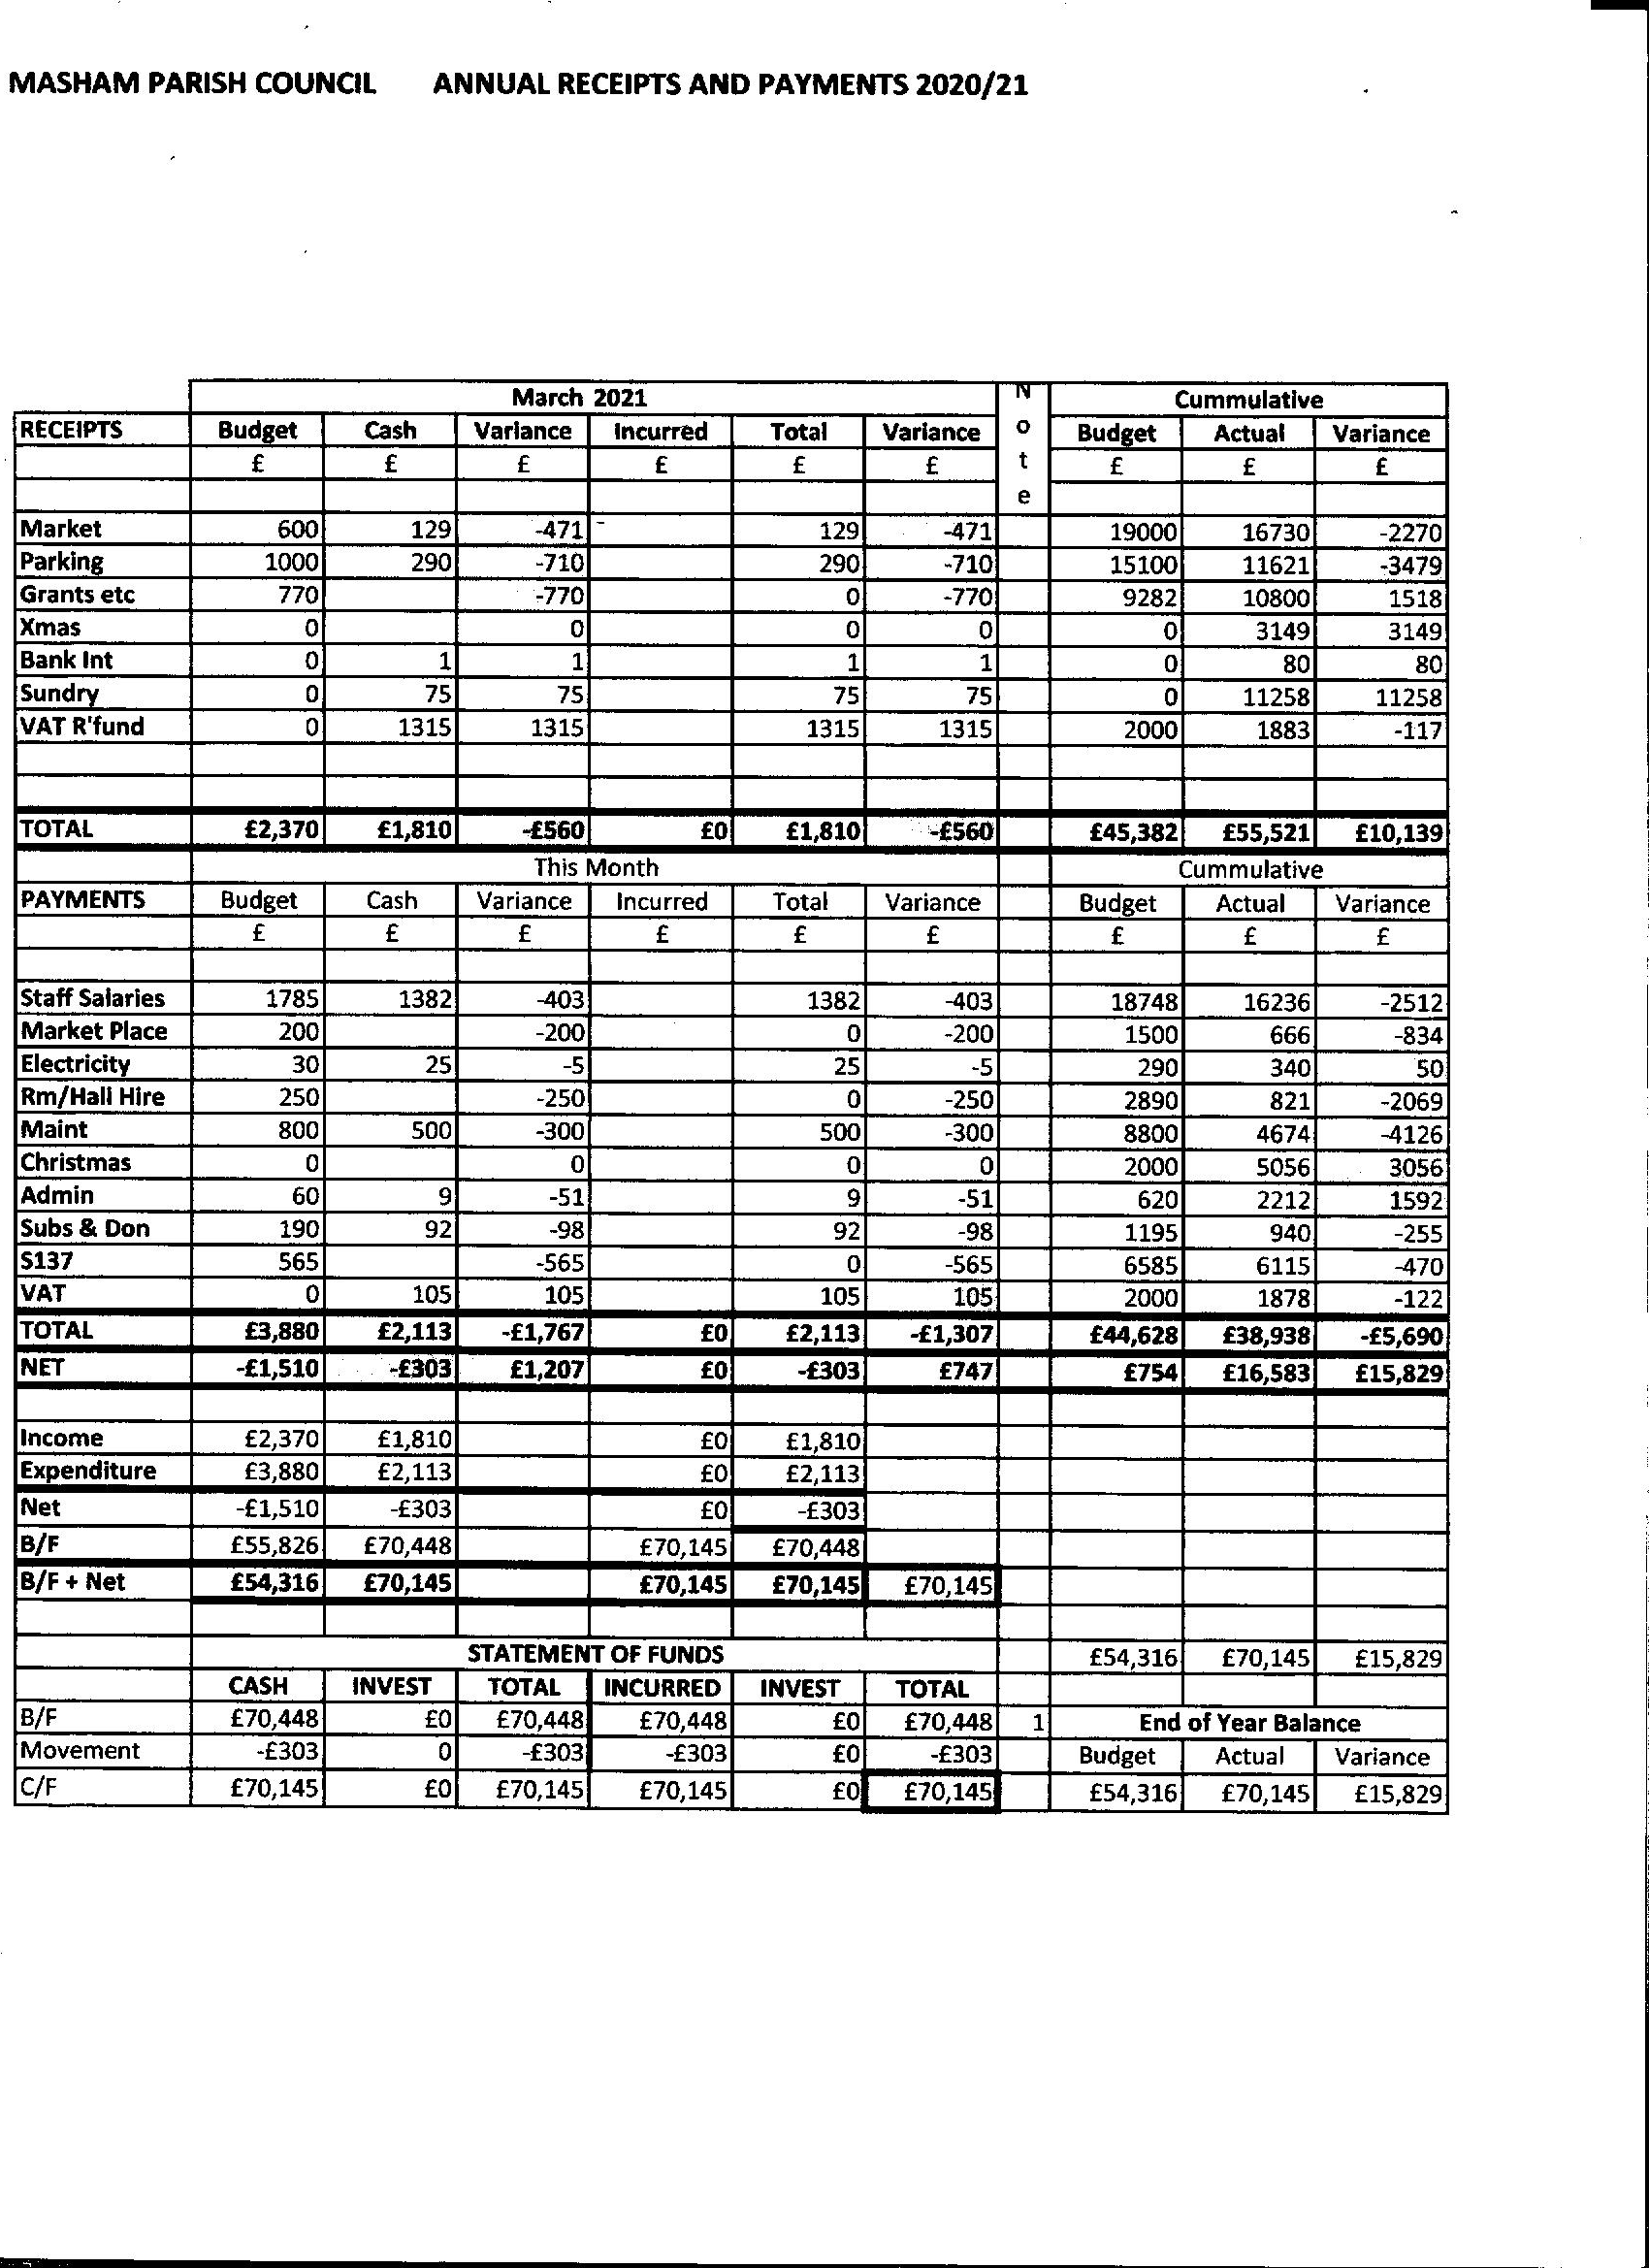 MASHAM PARISH COUNCIL ANNUAL RECEIPTS AND PAYMENTS 2020/21
March 2021 Note Cummulative
RECEIPTS Budget Cash Variance Incurred Total Variance Budget Actual Variance
£ £ £ £ £ £ £ £ £
Market 600 129 -471 129 -471 19000 16730 -2270
Parking 1000 290 -710 290 -710 15100 11621 -3479
Grants etc 770 -770 0 -770 9282 10800 1518
Xmas 0 0 0 0 0 3149 3149
Bank Int 0 1 1 1 1 0 80 80
Sundry 0 75 75 75 75 0 11258 11258
VAT R'fund 0 1315 1315 1315 1315 2000 1883 -117
TOTAL £2,370 £1,810 -£560 £0 £1,810 -£560 £45,382 £55,521 £10,139
This Month Cummulative
PAYMENTS Budget Cash Variance Incurred Total Variance Budget Actual Variance
£ £ £ £ £ £ £ £ £
Staff Salaries 1785 1382 -403 1382 -403 18748 16236 -2512
Market Place 200 -200 0 -200 1500 666 -834
Electricity 30 25 -5 25 -5 290 340 50
Rm/Hall Hire 250 -250 0 -250 2890 821 -2069
Maint 800 500 -300 500 -300 8800 4674 -4126
Christmas 0 0 0 0 2000 5056 3056
Admin 60 9 -51 9 -51 620 2212 1592
Subs & Don 190 92 -98 92 -98 1195 940 -255
S137 565 -565 0 -565 6585 6115 -470
VAT 0 105 105 105 105 2000 1878 -122
TOTAL £3,880 £2,113 -£1,767 £0 £2,113 -£1,307 £44,628 £38,938 -£5,690
NET -£1,510 -£303 £1,207 £0 -£303 £747 £754 £16,583 £15,829
Income £2,370 £1,810 £0 £1,810
Expenditure £3,880 £2,113 £0 £2,113
Net -£1,510 -£303 £0 -£303
B/F £55,826 £70,448 £70,145 £70,448
B/F + Net £54,316 £70,145 £70,145 £70,145 £70,145
STATEMENT OF FUNDS £54,316 £70,145 £15,829
CASH INVEST TOTAL INCURRED INVEST TOTAL
B/F £70,448 £0 £70,448 £70,448 £0 £70,448 1 End of Year Balance
Movement -£303 0 -£303 -£303 £0 -£303 Budget Actual Variance
C/F £70,145 £0 £70,145 £70,145 £0 £70,145 £54,316 £70,145 £15,829